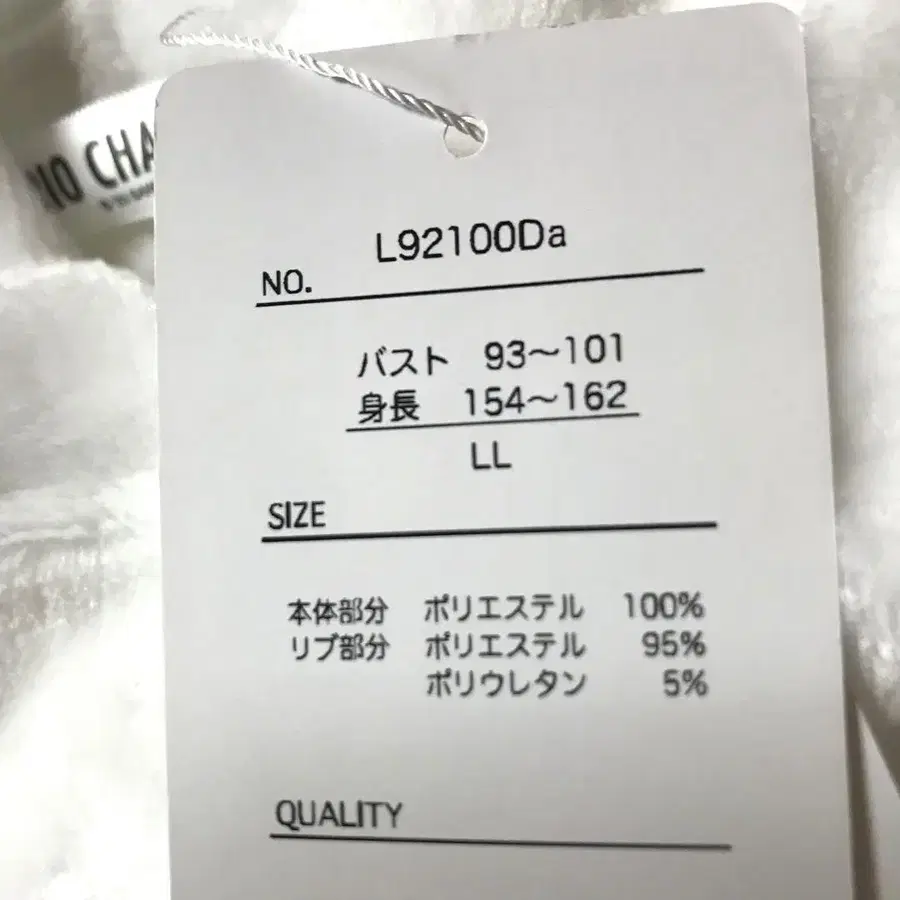 CHA
L92100Da
NO.
バスト 93～101
身長 154～162
LL
SIZE
本体部分 ポリエステル 100%
リブ部分 ポリエステル 95%
ポリウレタン 5%
QUALITY